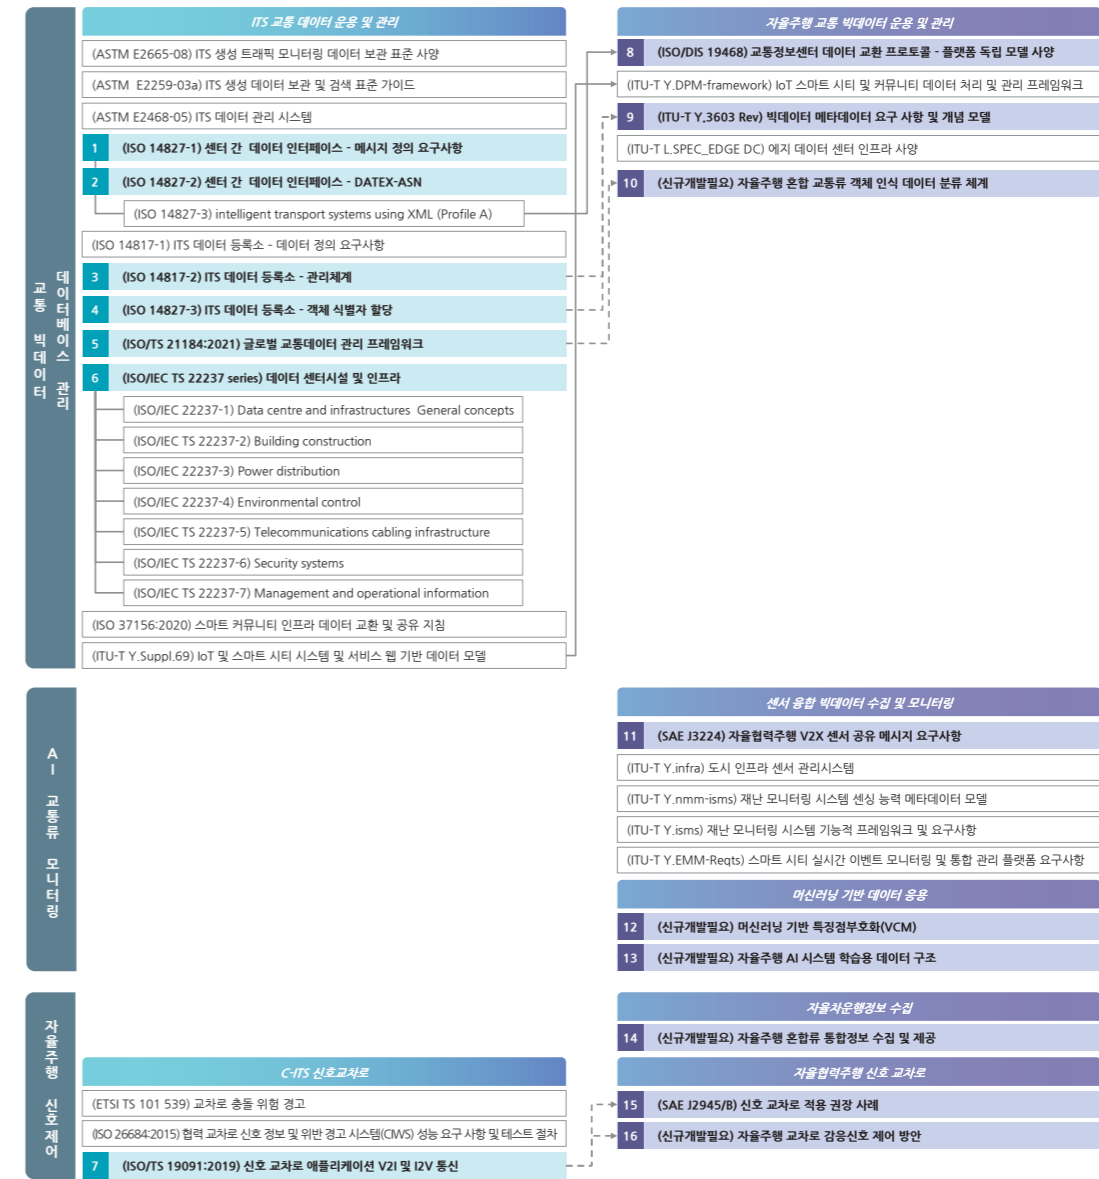 교통 빅데이터
데이터베이스 관리
ITS 교통 데이터 운용 및 관리
(ASTM E2665-08) ITS 생성 트래픽 모니터링 데이터 보관 표준 사양
(ASTM E2259-03a) ITS 생성 데이터 보관 및 검색 표준 가이드
(ASTM E2468-05) ITS 데이터 관리 시스템
1 (ISO 14827-1) 센터 간 데이터 인터페이스 - 메시지 정의 요구사항
2 (ISO 14827-2) 센터 간 데이터 인터페이스 - DATEX-ASN
(ISO 14827-3) intelligent transport systems using XML (Profile A)
(ISO 14817-1) ITS 데이터 등록소 - 데이터 정의 요구사항
3 (ISO 14817-2) ITS 데이터 등록소 - 관리체계
4 (ISO 14827-3) ITS 데이터 등록소 - 객체 식별자 할당
5 (ISO/TS 21184:2021) 글로벌 교통데이터 관리 프레임워크
6 (ISO/IEC TS 22237 series) 데이터 센터시설 및 인프라
(ISO/IEC 22237-1) Data centre and infrastructures General concepts
(ISO/IEC TS 22237-2) Building construction
(ISO/IEC 22237-3) Power distribution
(ISO/IEC 22237-4) Environmental control
(ISO/IEC TS 22237-5) Telecommunications cabling infrastructure
(ISO/IEC TS 22237-6) Security systems
(ISO/IEC TS 22237-7) Management and operational information
(ISO 37156:2020) 스마트 커뮤니티 인프라 데이터 교환 및 공유 지침
(ITU-T Y.Suppl.69) IoT 및 스마트 시티 시스템 및 서비스 웹 기반 데이터 모델
자율주행 교통 빅데이터 운용 및 관리
8 (ISO/DIS 19468) 교통정보센터 데이터 교환 프로토콜 - 플랫폼 독립 모델 사양
(ITU-T Y.DPM-framework) IoT 스마트 시티 및 커뮤니티 데이터 처리 및 관리 프레임워크
9 (ITU-T Y.3603 Rev) 빅데이터 메타데이터 요구 사항 및 개념 모델
(ITU-T L.SPEC_EDGE DC) 에지 데이터 센터 인프라 사양
10 (신규개발필요) 자율주행 혼합 교통류 객체 인식 데이터 분류 체계
AI 교통류 모니터링
센서 융합 빅데이터 수집 및 모니터링
11 (SAE J3224) 자율협력주행 V2X 센서 공유 메시지 요구사항
(ITU-T Y.infra) 도시 인프라 센서 관리시스템
(ITU-T Y.nmm-isms) 재난 모니터링 시스템 센싱 능력 메타데이터 모델
(ITU-T Y.isms) 재난 모니터링 시스템 기능적 프레임워크 및 요구사항
(ITU-T Y.EMM-Reqts) 스마트 시티 실시간 이벤트 모니터링 및 통합 관리 플랫폼 요구사항
머신러닝 기반 데이터 응용
12 (신규개발필요) 머신러닝 기반 특징점부호화(VCM)
13 (신규개발필요) 자율주행 AI 시스템 학습용 데이터 구조
자율주행 신호제어
C-ITS 신호교차로
(ETSI TS 101 539) 교차로 충돌 위험 경고
(ISO 26684:2015) 협력 교차로 신호 정보 및 위반 경고 시스템(CIWS) 성능 요구 사항 및 테스트 절차
7 (ISO/TS 19091:2019) 신호 교차로 애플리케이션 V2I 및 I2V 통신
자율차운행정보 수집
14 (신규개발필요) 자율주행 혼합류 통합정보 수집 및 제공
자율협력주행 신호 교차로
15 (SAE J2945/B) 신호 교차로 적용 권장 사례
16 (신규개발필요) 자율주행 교차로 감응신호 제어 방안